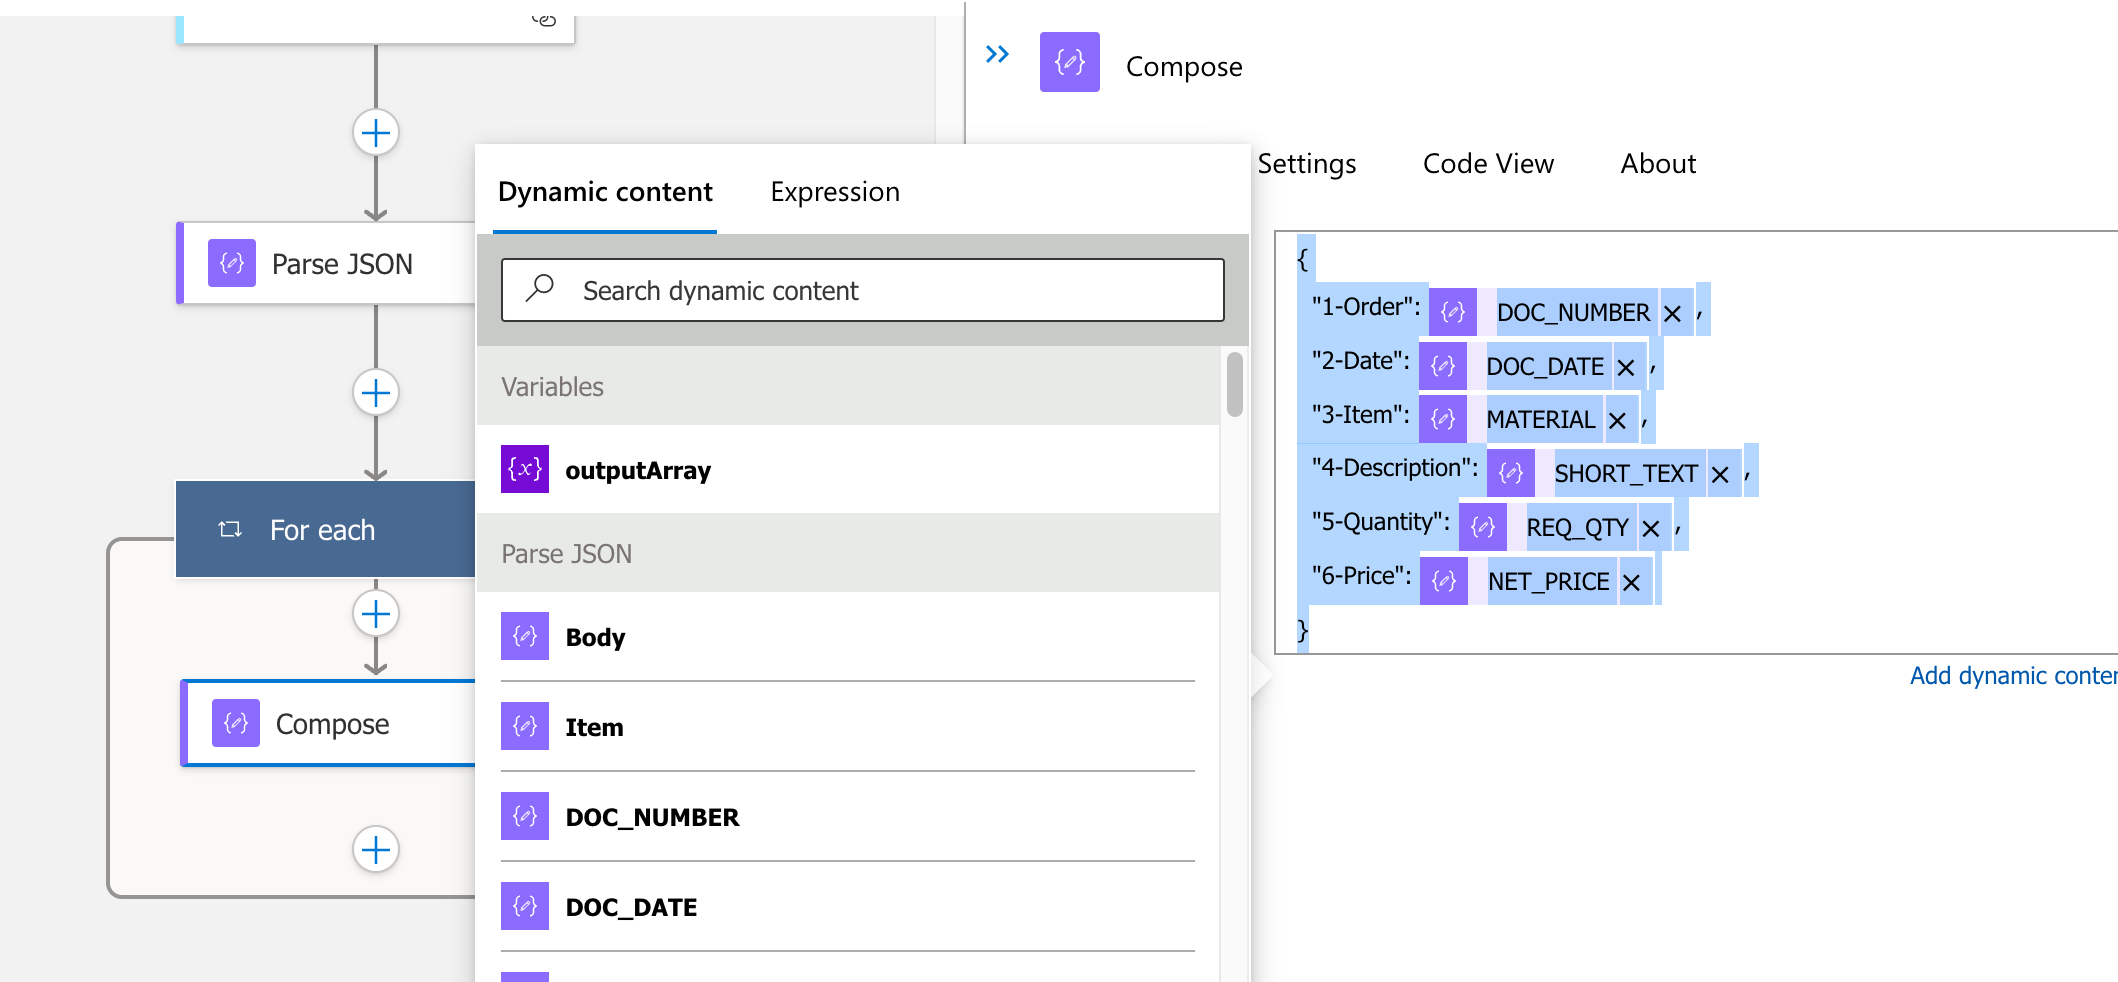 Compose
Settings
Code View
About
Dynamic content
Expression
Search dynamic content
Variables
outputArray
Parse JSON
Body
Item
DOC_NUMBER
DOC_DATE
Parse JSON
For each
Compose
{
"1-Order": DOC_NUMBER ,
"2-Date": DOC_DATE ,
"3-Item": MATERIAL ,
"4-Description": SHORT_TEXT ,
"5-Quantity": REQ_QTY ,
"6-Price": NET_PRICE
}
Add dynamic